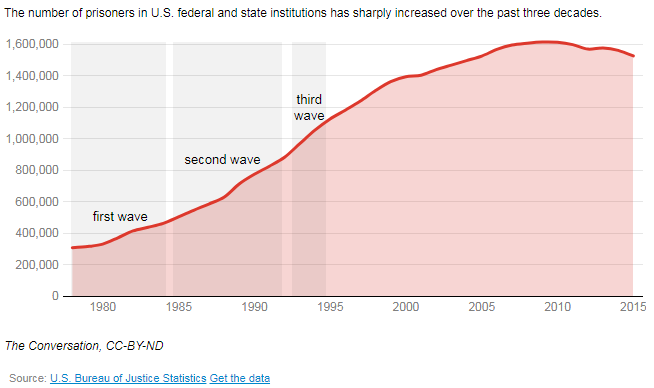 The number of prisoners in U.S. federal and state institutions has sharply increased over the past three decades.
1,600,000
1,400,000
1,200,000
1,000,000
800,000
600,000
400,000
200,000
0
third
wave
second wave
first wave
1980 1985 1990 1995 2000 2005 2010 2015
The Conversation, CC-BY-ND
Source: U.S. Bureau of Justice Statistics Get the data